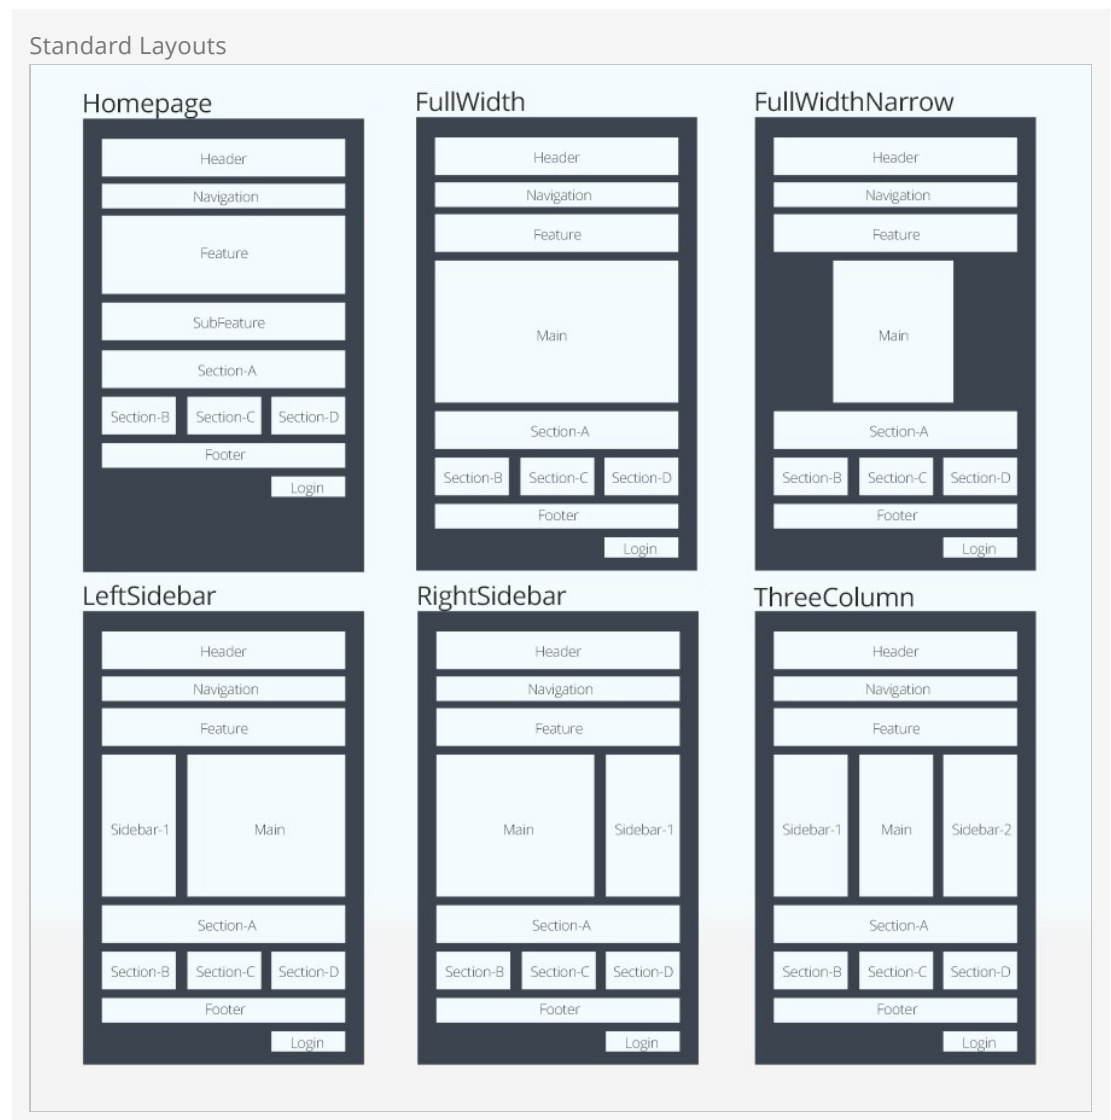 Standard Layouts
Homepage
Header
Navigation
Feature
SubFeature
Section-A
Section-B Section-C Section-D
Footer
Login
FullWidth
Header
Navigation
Feature
Main
Section-A
Section-B Section-C Section-D
Footer
Login
FullWidthNarrow
Header
Navigation
Feature
Main
Section-A
Section-B Section-C Section-D
Footer
Login
LeftSidebar
Header
Navigation
Feature
Sidebar-1 Main
Section-A
Section-B Section-C Section-D
Footer
Login
RightSidebar
Header
Navigation
Feature
Main Sidebar-1
Section-A
Section-B Section-C Section-D
Footer
Login
ThreeColumn
Header
Navigation
Feature
Sidebar-1 Main Sidebar-2
Section-A
Section-B Section-C Section-D
Footer
Login